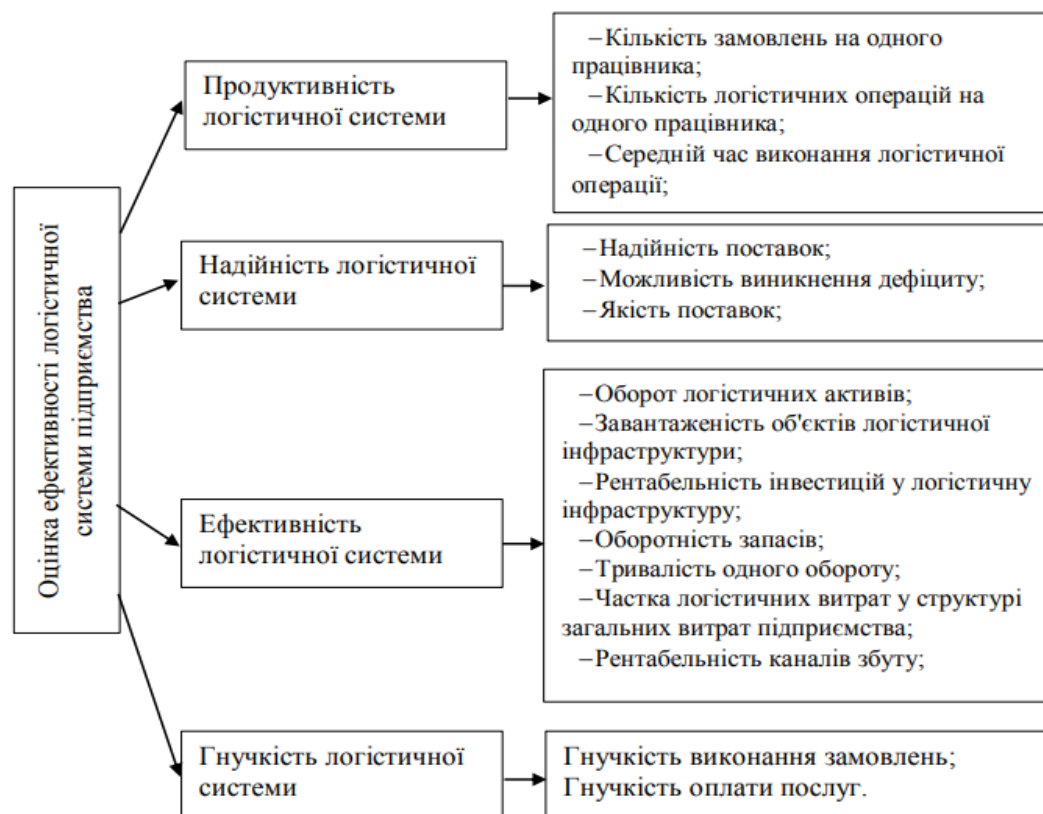 Оцінка ефективності логістичної
системи підприємства
Продуктивність
логістичної системи
−Кількість замовлень на одного
працівника;
−Кількість логістичних операцій на
одного працівника;
−Середній час виконання логістичної
операції;
Надійність логістичної
системи
−Надійність поставок;
−Можливість виникнення дефіциту;
−Якість поставок;
Ефективність
логістичної системи
−Оборот логістичних активів;
−Завантаженість об'єктів логістичної
інфраструктури;
−Рентабельність інвестицій у логістичну
інфраструктуру;
−Оборотність запасів;
−Тривалість одного обороту;
−Частка логістичних витрат у структурі
загальних витрат підприємства;
−Рентабельність каналів збуту;
Гнучкість логістичної
системи
Гнучкість виконання замовлень;
Гнучкість оплати послуг.